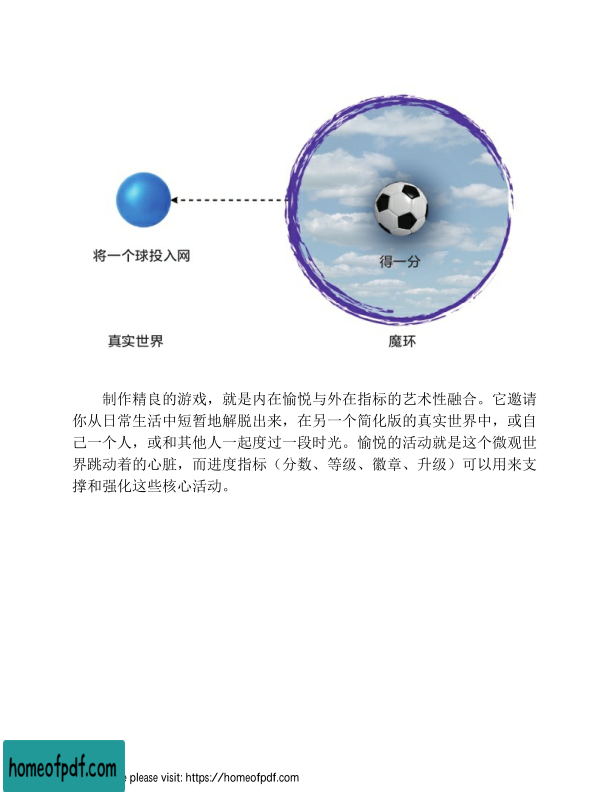 将一个球投入网
得一分
真实世界
魔环
制作精良的游戏，就是内在愉悦与外在指标的艺术性融合。它邀请
你从日常生活中短暂地解脱出来，在另一个简化版的真实世界中，或自
己一个人，或和其他人一起度过一段时光。愉悦的活动就是这个微观世
界跳动着的心脏，而进度指标（分数、等级、徽章、升级）可以用来支
撑和强化这些核心活动。
homeofpdf.com
e please visit: https://homeofpdf.com